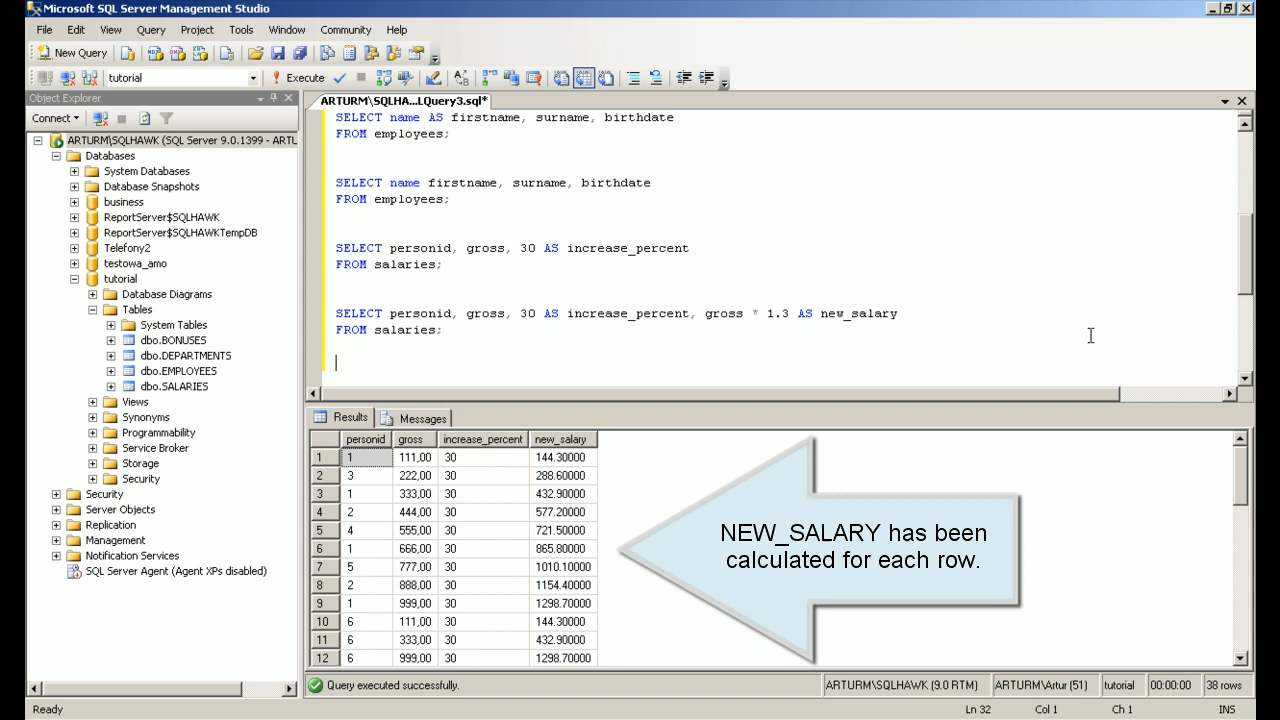 Microsoft SQL Server Management Studio
File Edit View Query Project Tools Window Community Help
New Query
tutorial Execute
Object Explorer
ARTURM\SQLHA...LQuery3.sql*
Connect
ARTURM\SQLHAWK (SQL Server 9.0.1399 - ARTU
Databases
System Databases
Database Snapshots
business
ReportServer$SQLHAWK
ReportServer$SQLHAWKTempDB
Telefony2
testowa_amo
tutorial
Database Diagrams
Tables
System Tables
dbo.BONUSES
dbo.DEPARTMENTS
dbo.EMPLOYEES
dbo.SALARIES
Views
Synonyms
Programmability
Service Broker
Storage
Security
Security
Server Objects
Replication
Management
Notification Services
SQL Server Agent (Agent XPs disabled)
SELECT name AS firstname, surname, birthdate
FROM employees;
SELECT name firstname, surname, birthdate
FROM employees;
SELECT personid, gross, 30 AS increase_percent
FROM salaries;
SELECT personid, gross, 30 AS increase_percent, gross * 1.3 AS new_salary
FROM salaries;
Results Messages
personid gross increase_percent new_salary
1 1 111,00 30 144.30000
2 3 222,00 30 288.60000
3 1 333,00 30 432.90000
4 2 444,00 30 577.20000
5 4 555,00 30 721.50000
6 1 666,00 30 865.80000
7 5 777,00 30 1010.10000
8 2 888,00 30 1154.40000
9 1 999,00 30 1298.70000
10 6 111,00 30 144.30000
11 6 333,00 30 432.90000
12 6 999,00 30 1298.70000
NEW_SALARY has been
calculated for each row.
Query executed successfully. ARTURM\SQLHAWK (9.0 RTM) ARTURM\Artur (51) tutorial 00:00:00 38 rows
Ready Ln 32 Col 1 Ch 1 INS